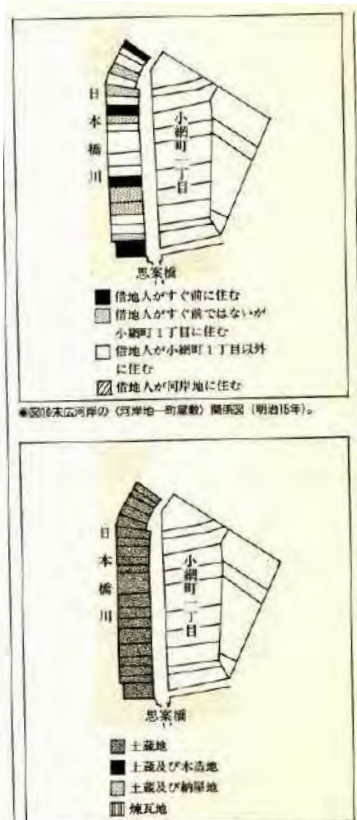 日本橋川
小網町一丁目
思案橋
借地人がすぐ前に住む
借地人がすぐ前ではないが
小網町1丁目に住む
借地人が小網町1丁目以外
に住む
借地人が河岸地に住む
●図16末広河岸の〈河岸地—町屋敷〉関係図(明治15年)。
日本橋川
小網町一丁目
思案橋
土蔵地
土蔵及び木造地
土蔵及び納屋地
煉瓦地